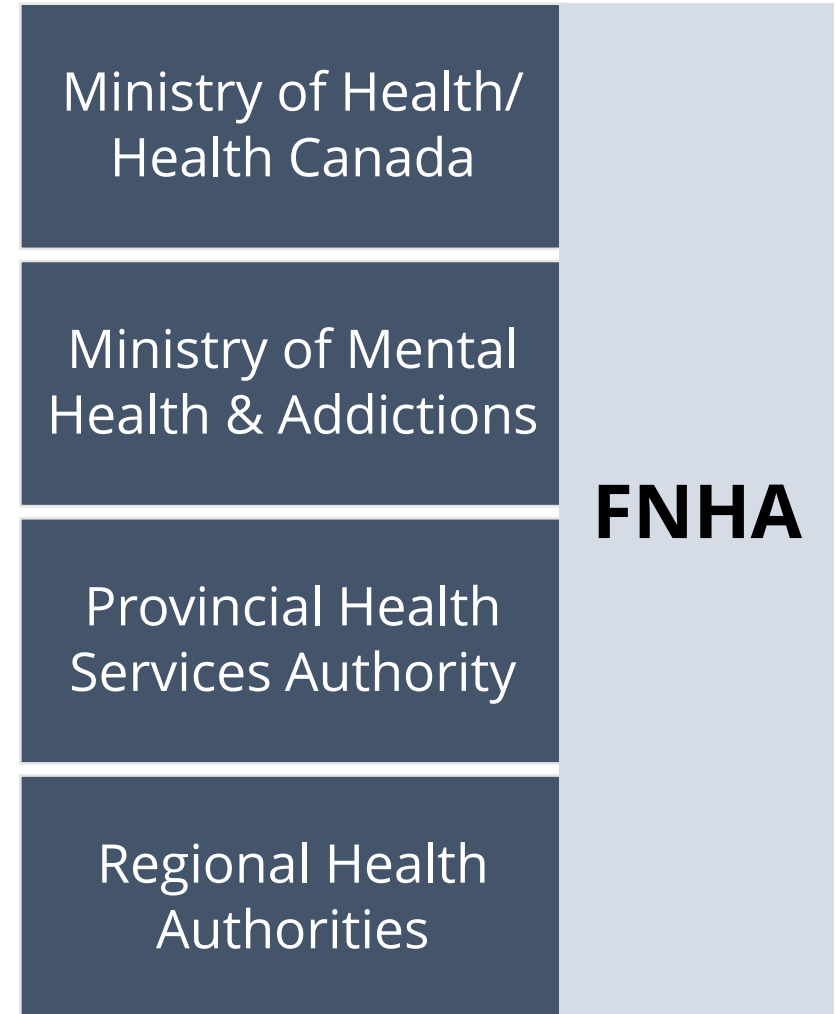 Ministry of Health/
Health Canada
Ministry of Mental
Health & Addictions
FNHA
Provincial Health
Services Authority
Regional Health
Authorities